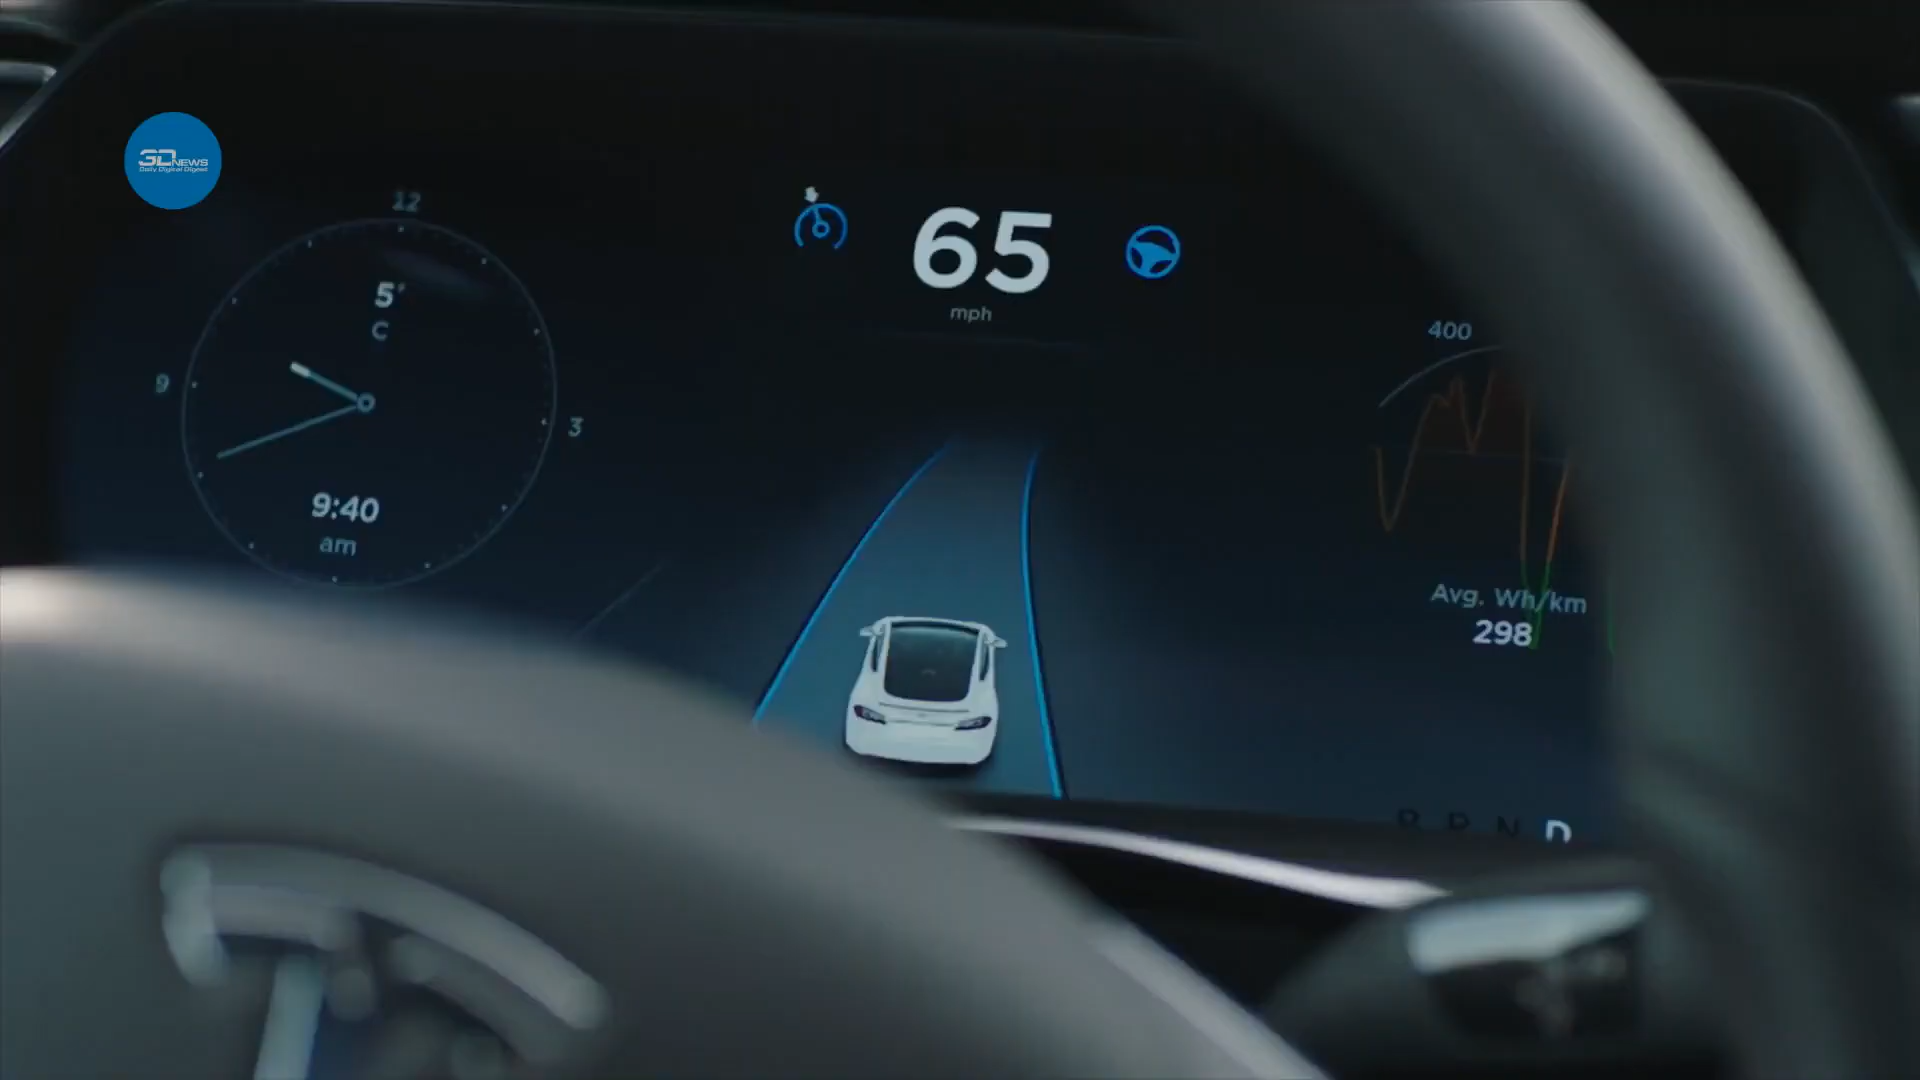 3DNEWS
Daily Digital Digest
12
5°
C
9
3
9:40
am
65
mph
400
Avg. Wh/km
298
P R N D